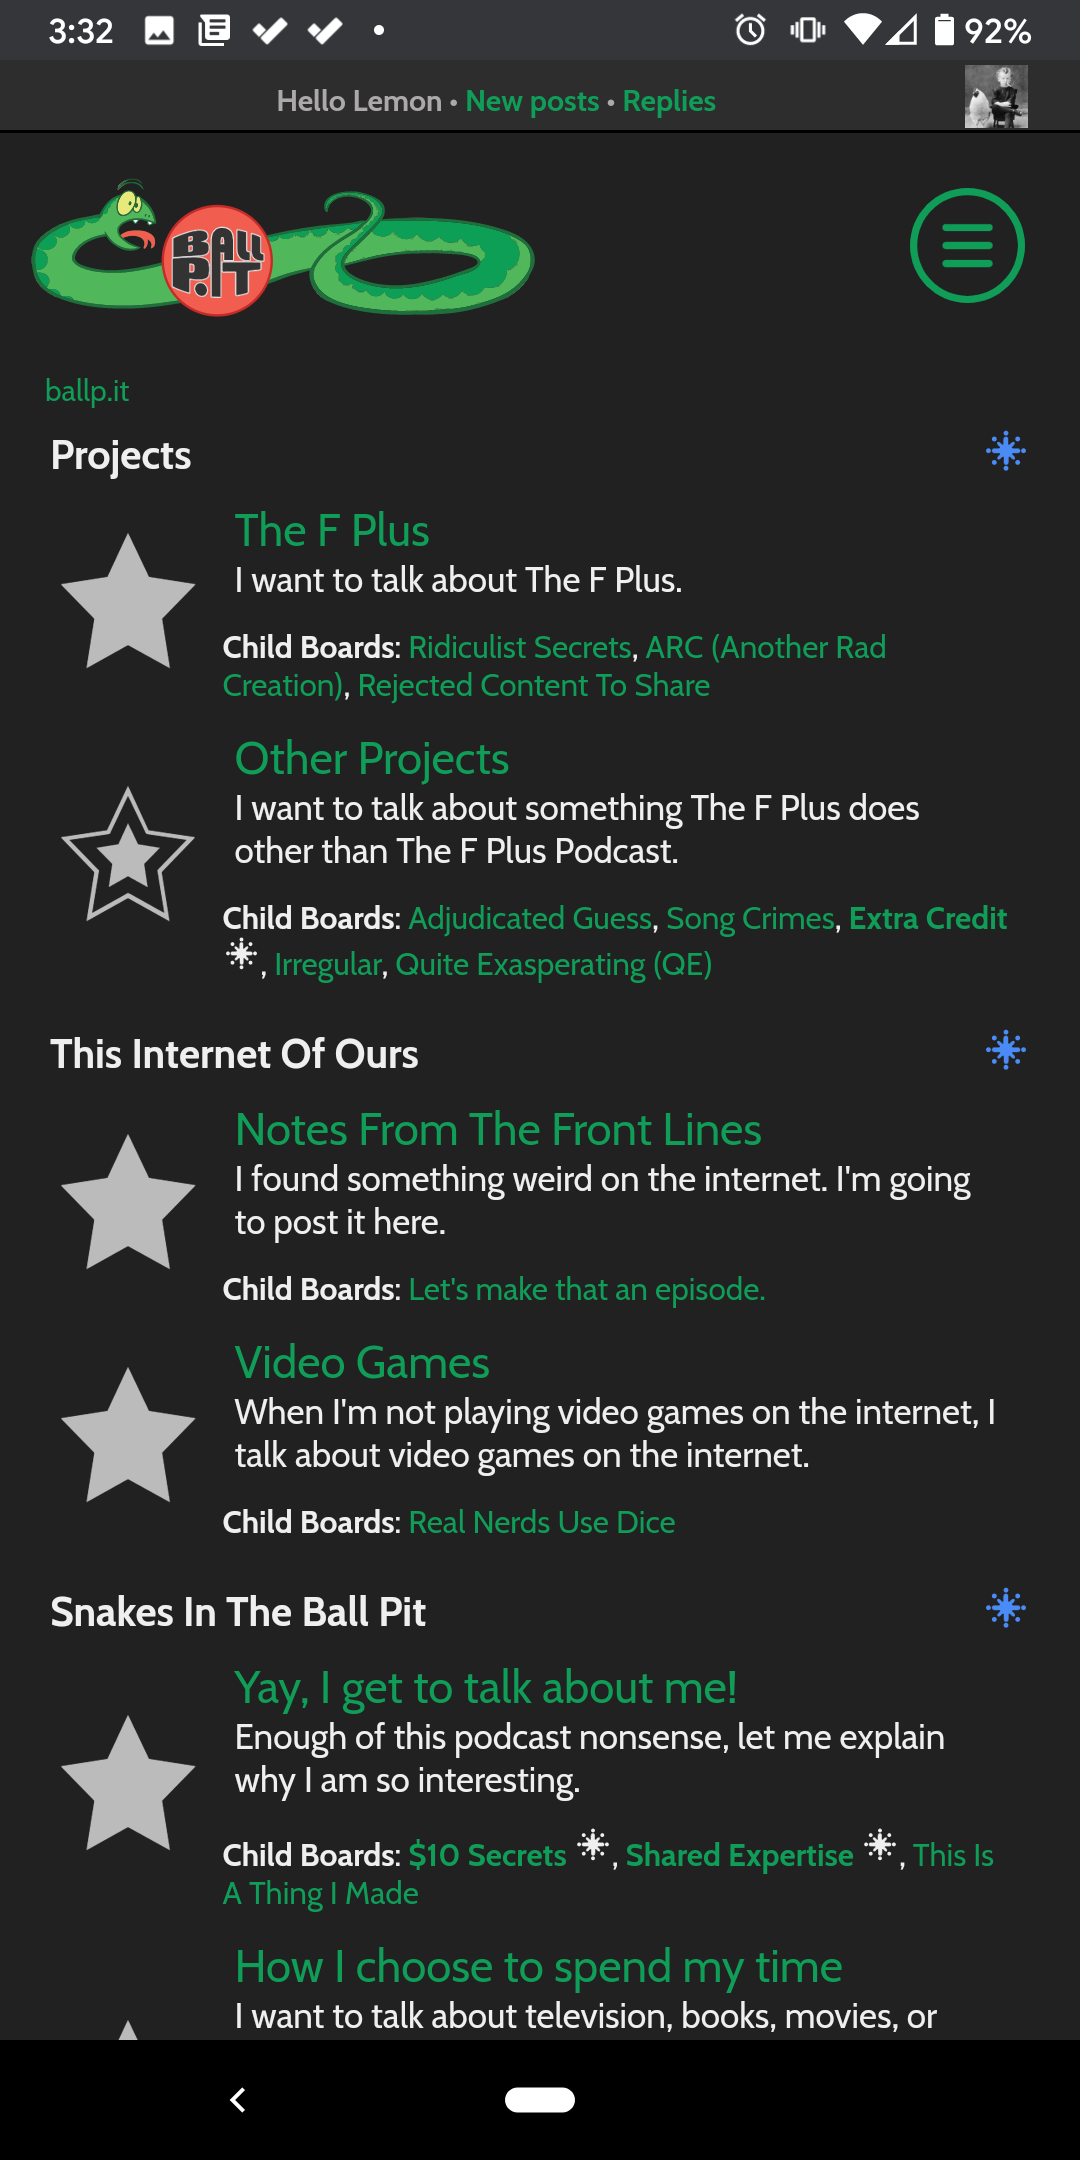 3:32
92%
Hello Lemon • New posts • Replies
BALL
P.IT
ballp.it
Projects
The F Plus
I want to talk about The F Plus.
Child Boards: Ridiculist Secrets, ARC (Another Rad
Creation), Rejected Content To Share
Other Projects
I want to talk about something The F Plus does
other than The F Plus Podcast.
Child Boards: Adjudicated Guess, Song Crimes, Extra Credit
, Irregular, Quite Exasperating (QE)
This Internet Of Ours
Notes From The Front Lines
I found something weird on the internet. I'm going
to post it here.
Child Boards: Let's make that an episode.
Video Games
When I'm not playing video games on the internet, I
talk about video games on the internet.
Child Boards: Real Nerds Use Dice
Snakes In The Ball Pit
Yay, I get to talk about me!
Enough of this podcast nonsense, let me explain
why I am so interesting.
Child Boards: $10 Secrets , Shared Expertise , This Is
A Thing I Made
How I choose to spend my time
I want to talk about television, books, movies, or